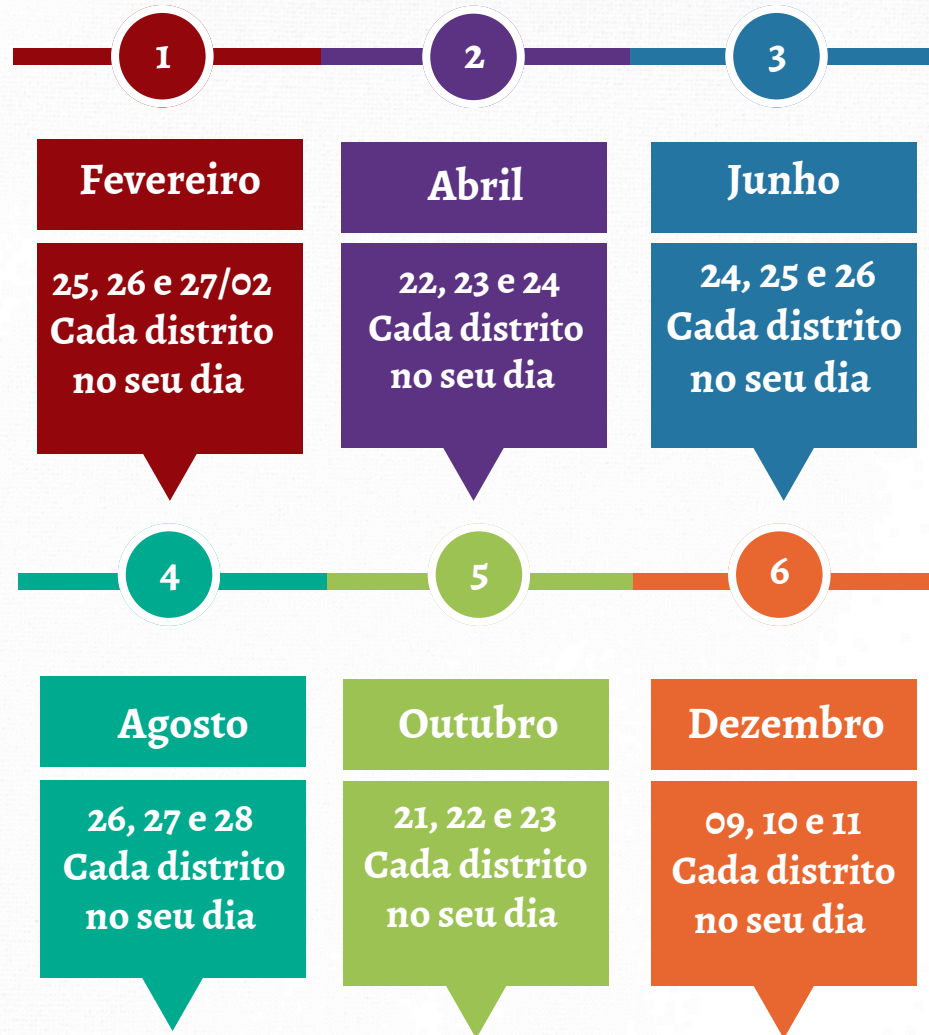 1
2
3
Fevereiro
25, 26 e 27/02
Cada distrito
no seu dia
Abril
22, 23 e 24
Cada distrito
no seu dia
Junho
24, 25 e 26
Cada distrito
no seu dia
4
5
6
Agosto
26, 27 e 28
Cada distrito
no seu dia
Outubro
21, 22 e 23
Cada distrito
no seu dia
Dezembro
09, 10 e 11
Cada distrito
no seu dia